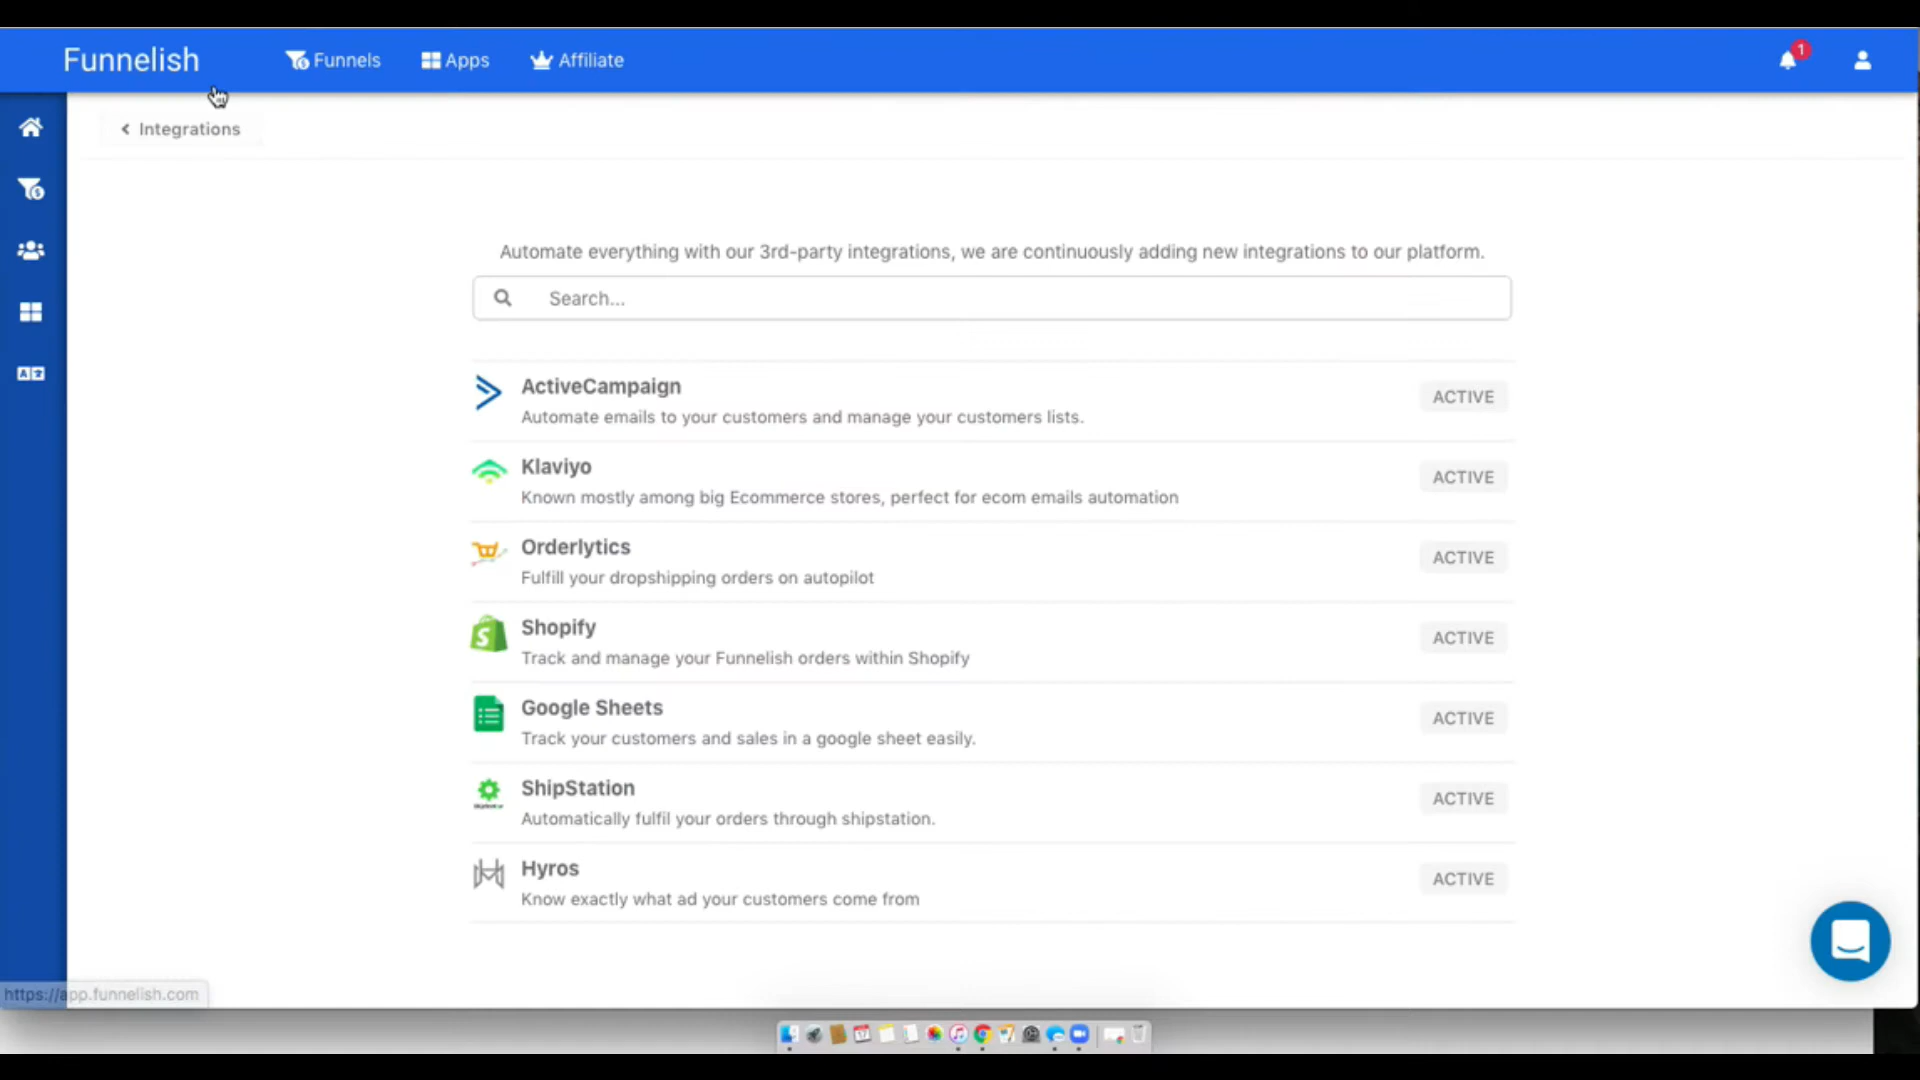 Funnelish
Funnels
Apps
Affiliate
1
Integrations
Automate everything with our 3rd-party integrations, we are continuously adding new integrations to our platform.
Search...
ActiveCampaign
ACTIVE
Automate emails to your customers and manage your customers lists.
Klaviyo
ACTIVE
Known mostly among big Ecommerce stores, perfect for ecom emails automation
Orderlytics
ACTIVE
Fulfill your dropshipping orders on autopilot
Shopify
ACTIVE
Track and manage your Funnelish orders within Shopify
Google Sheets
ACTIVE
Track your customers and sales in a google sheet easily.
ShipStation
ACTIVE
Automatically fulfil your orders through shipstation.
Hyros
ACTIVE
Know exactly what ad your customers come from
https://app.funnelish.com